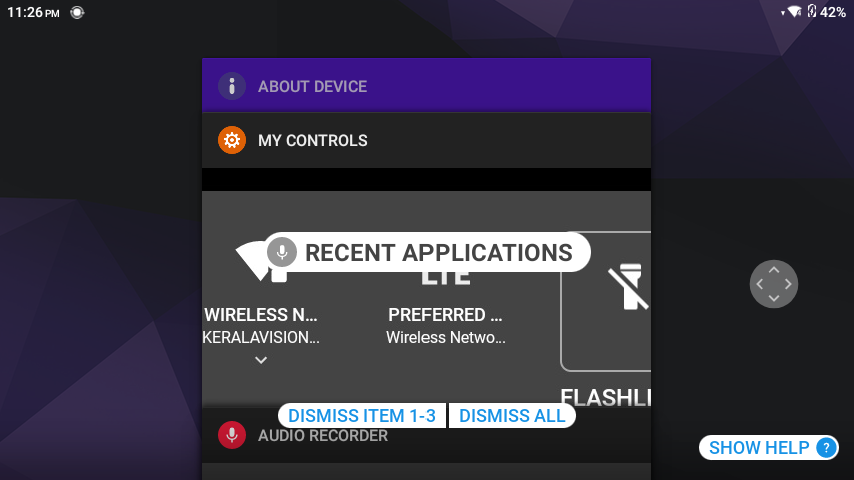 11:26 PM
42%
ABOUT DEVICE
MY CONTROLS
RECENT APPLICATIONS
LTE
WIRELESS N...
PREFERRED ...
KERALAVISION...
Wireless Netwo...
FLASHLI
DISMISS ITEM 1-3
DISMISS ALL
AUDIO RECORDER
SHOW HELP ?